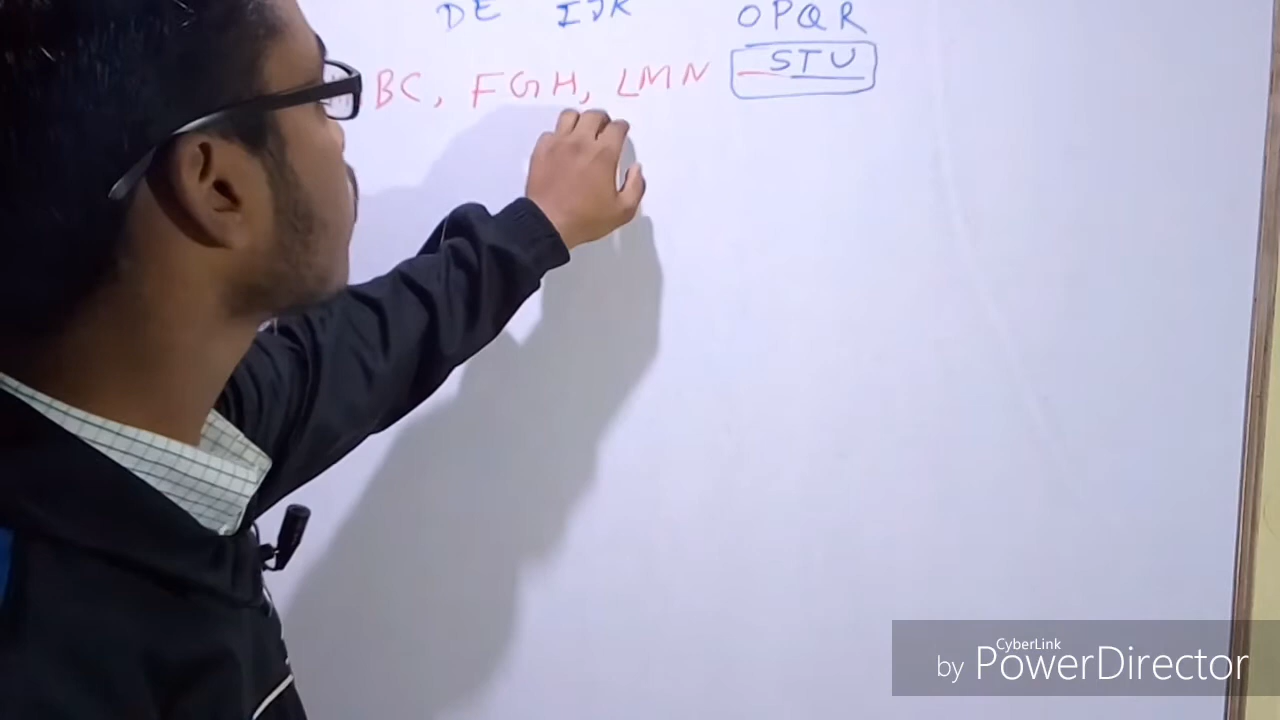 DE IJK OPQR
BC, FGH, LMN STU
CyberLink
by PowerDirector